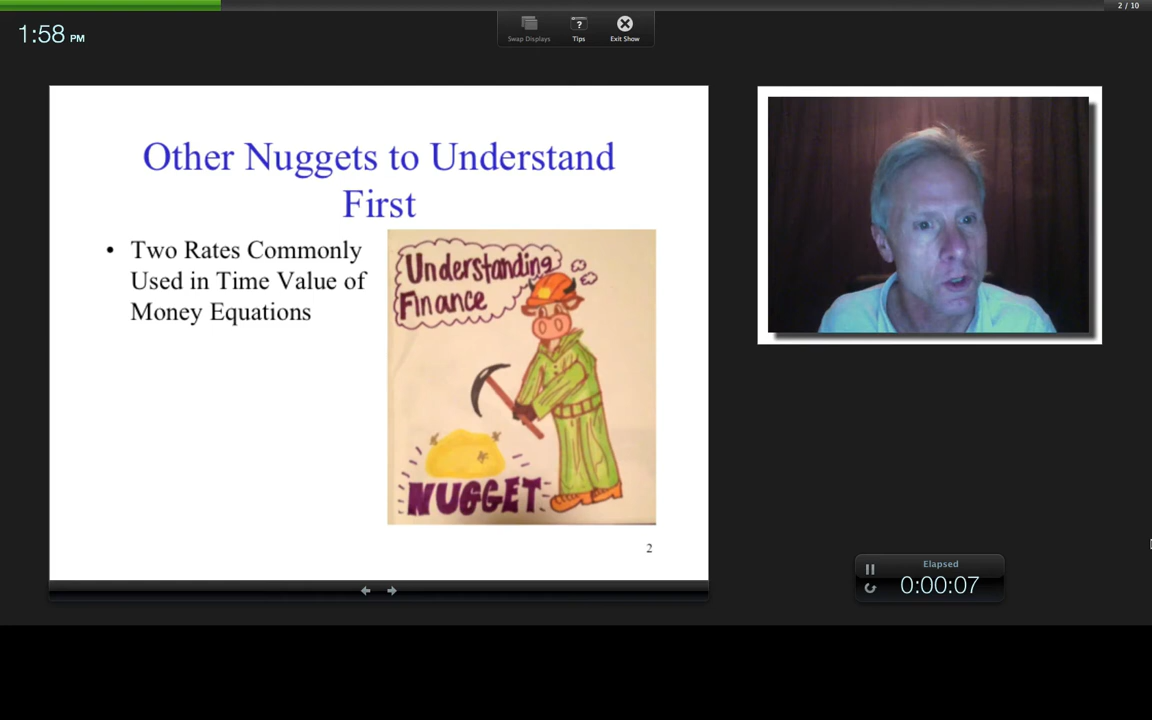 2 / 10
1:58 PM
Swap Displays
?
Tips
Exit Show
Other Nuggets to Understand
First
• Two Rates Commonly
Used in Time Value of
Money Equations
Understanding
Finance
NUGGET
2
Elapsed
0:00:07